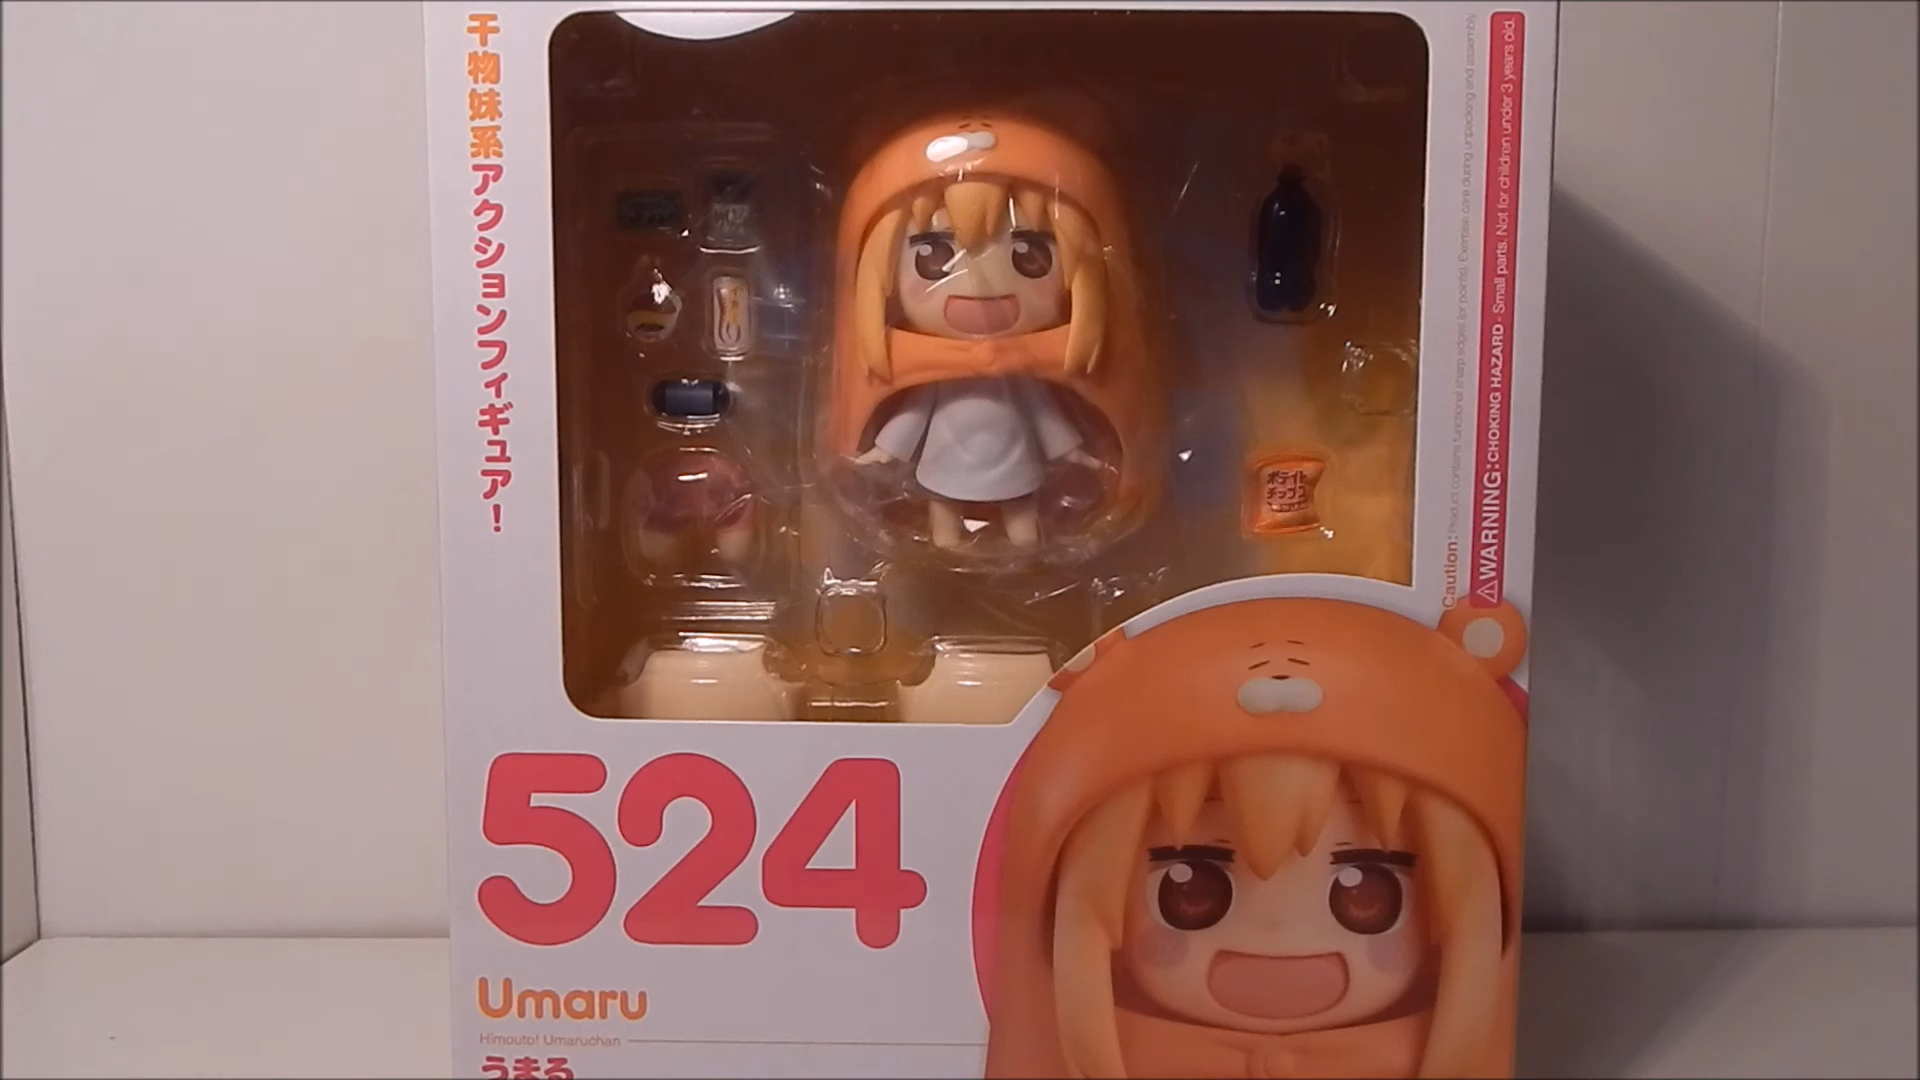 干物妹系アクションフィギュア！
ポテイト
チップス
Caution: Product contains functional sharp edges (or points). Exercise care during unpacking and assembly.
⚠WARNING:CHOKING HAZARD - Small parts. Not for children under 3 years old.
524
Umaru
Himouto! Umaruchan
うまる